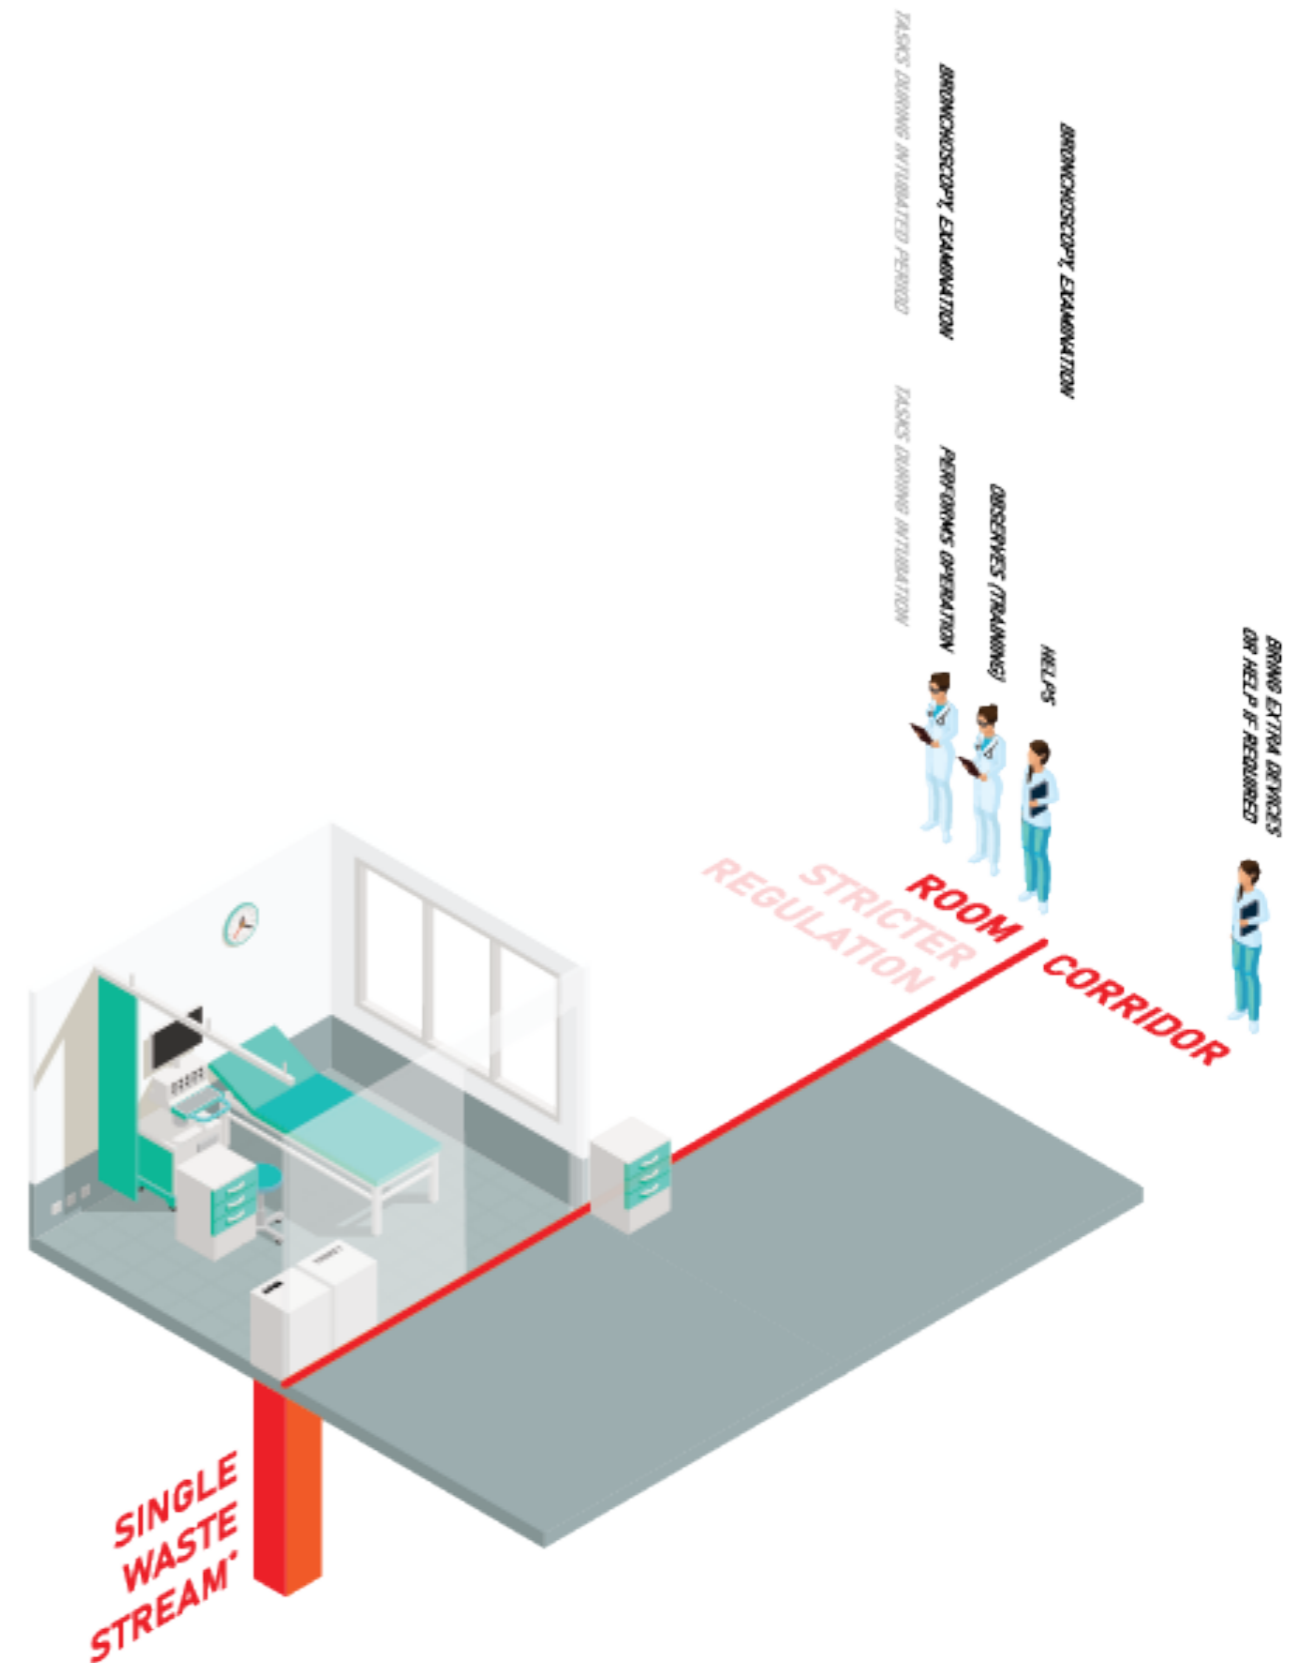 TASKS DURING INTUBATED PERIOD
BRONCHOSCOPY, EXAMINATION
BRONCHOSCOPY, EXAMINATION
TASKS DURING INTUBATION
PERFORMS OPERATION
OBSERVES (TRAINING)
HELPS
BRING EXTRA DEVICES
OR HELP IF REQUIRED
STRICTER
REGULATION
ROOM
CORRIDOR
SINGLE
WASTE
STREAM*